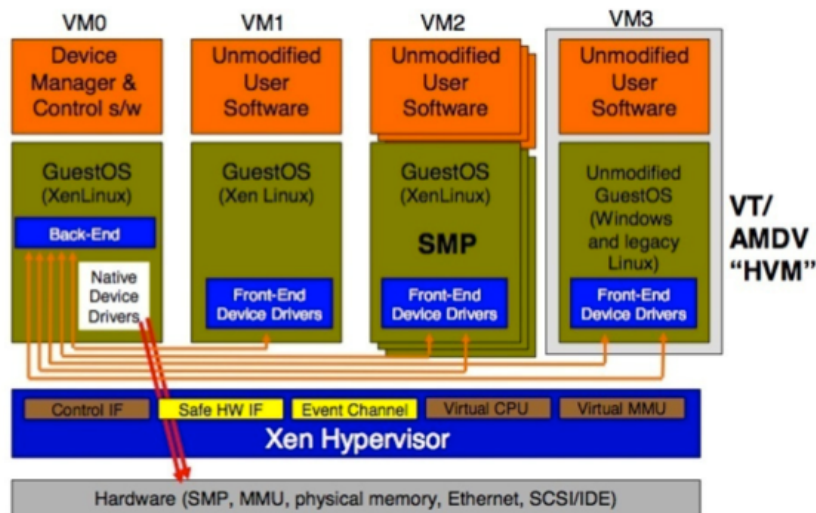 VM0
VM1
VM2
VM3
Device
Manager &
Control s/w
Unmodified
User
Software
Unmodified
User
Software
Unmodified
User
Software
GuestOS
(XenLinux)
Back-End
Native
Device
Drivers
GuestOS
(Xen Linux)
Front-End
Device Drivers
GuestOS
(XenLinux)
SMP
Front-End
Device Drivers
Unmodified
GuestOS
(Windows
and legacy
Linux)
Front-End
Device Drivers
VT/
AMDV
“HVM”
Control IF
Safe HW IF
Event Channel
Virtual CPU
Virtual MMU
Xen Hypervisor
Hardware (SMP, MMU, physical memory, Ethernet, SCSI/IDE)